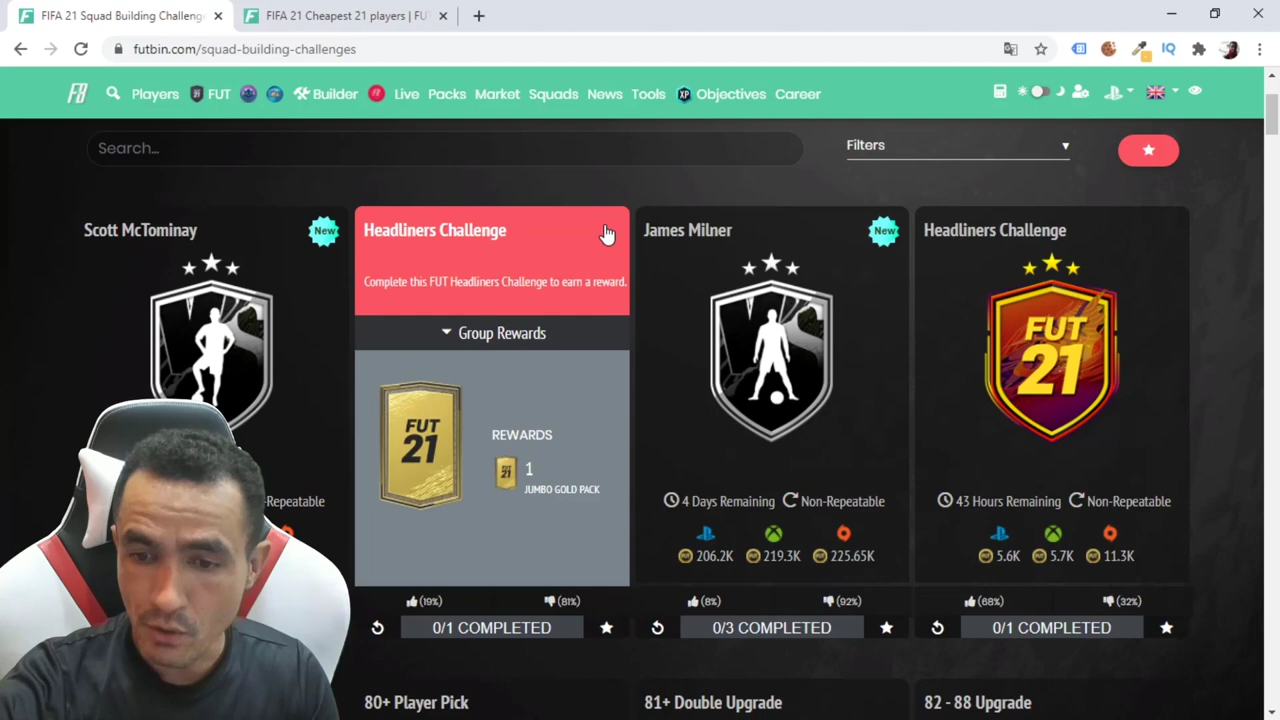 FIFA 21 Squad Building Challenge
FIFA 21 Cheapest 21 players | FU
futbin.com/squad-building-challenges
IQ
F8
Players
FUT
Builder
Live
Packs
Market
Squads
News
Tools
XP
Objectives
Career
Search...
Filters
Scott McTominay
New
Headliners Challenge
Complete this FUT Headliners Challenge to earn a reward.
Group Rewards
FUT
21
REWARDS
1
JUMBO GOLD PACK
James Milner
New
Headliners Challenge
FUT
21
-Repeatable
4 Days Remaining
Non-Repeatable
43 Hours Remaining
Non-Repeatable
206.2K
219.3K
225.65K
5.6K
5.7K
11.3K
(19%)
(81%)
(8%)
(92%)
(68%)
(32%)
0/1 COMPLETED
0/3 COMPLETED
0/1 COMPLETED
80+ Player Pick
81+ Double Upgrade
82 - 88 Upgrade